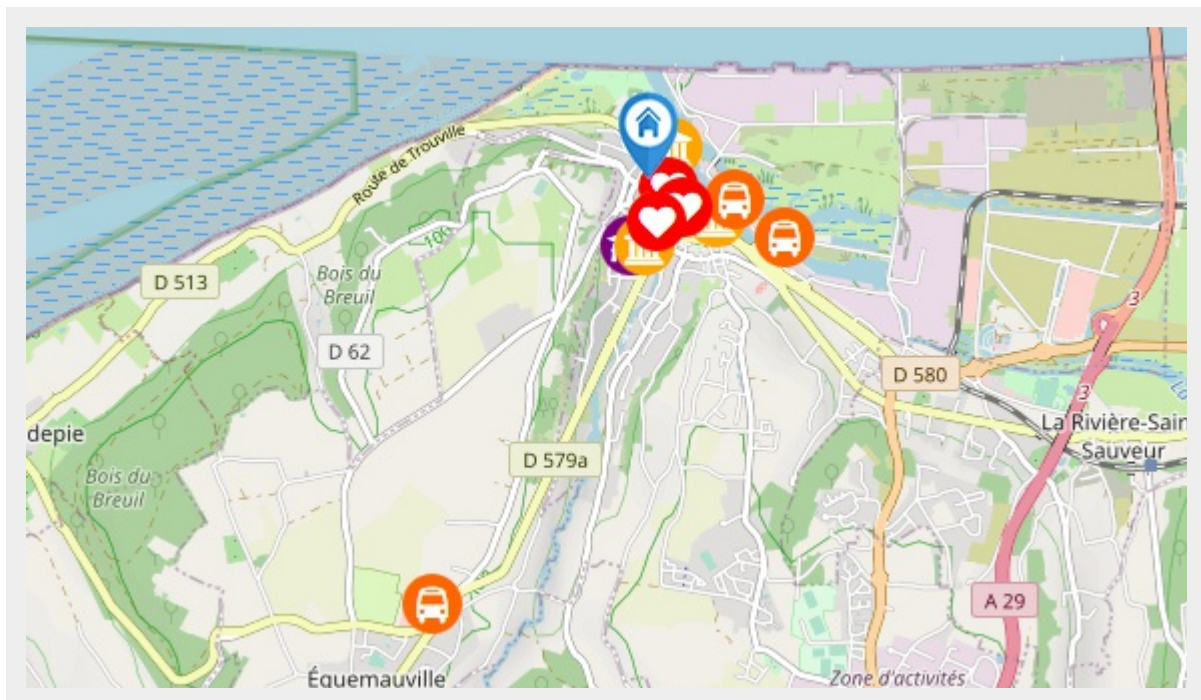 Route de Trouville
100
Bois du
Breuil
D 513
3
D 62
D 580
3
depie
La Rivière-Sain
Sauveur
D 579a
Bois du
Breuil
A 29
Équemauville
Zone d'activités